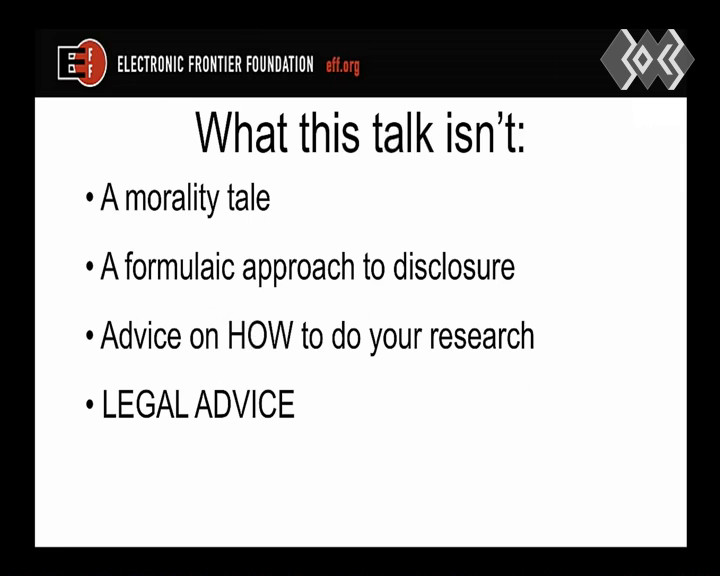 EFF
ELECTRONIC FRONTIER FOUNDATION eff.org
What this talk isn't:
• A morality tale
• A formulaic approach to disclosure
• Advice on HOW to do your research
• LEGAL ADVICE